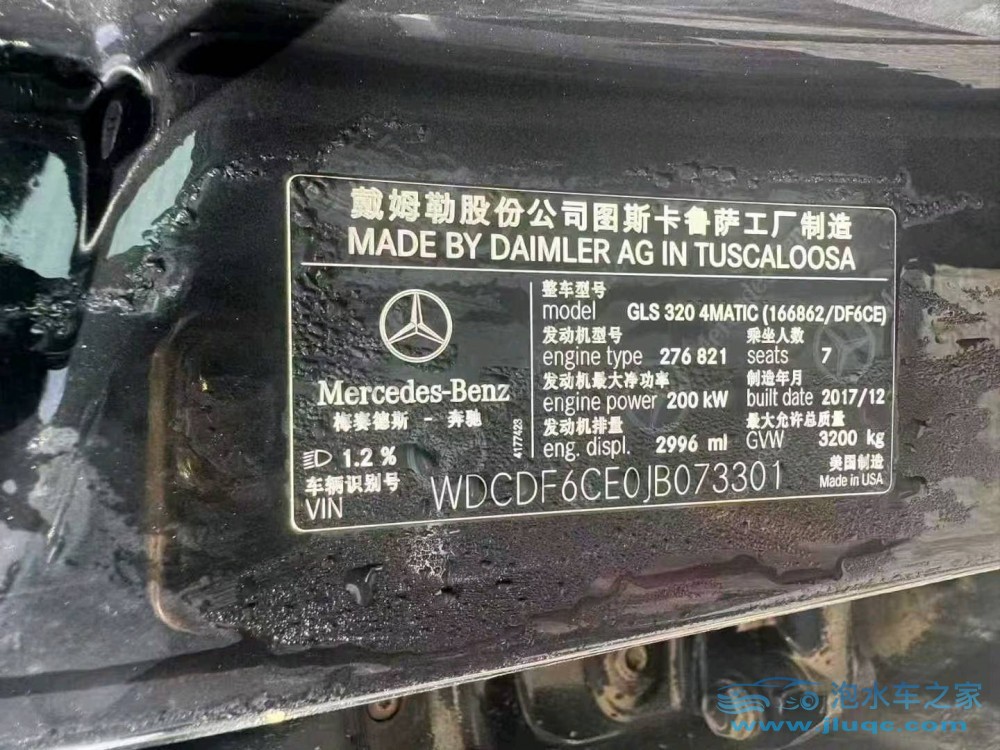 戴姆勒股份公司图斯卡鲁萨工厂制造
MADE BY DAIMLER AG IN TUSCALOOSA
整车型号
model GLS 320 4MATIC (166862/DF6CE)
发动机型号 乘坐人数
engine type 276 821 seats 7
发动机最大净功率 制造年月
engine power 200 kW built date 2017/12
发动机排量 最大允许总质量
eng. displ. 2996 ml GVW 3200 kg
Mercedes-Benz
梅赛德斯 - 奔驰
4177423
1.2 %
车辆识别号
VIN WDCDF6CE0JB073301
美国制造
Made in USA
泡水车之家
www.jluqc.com